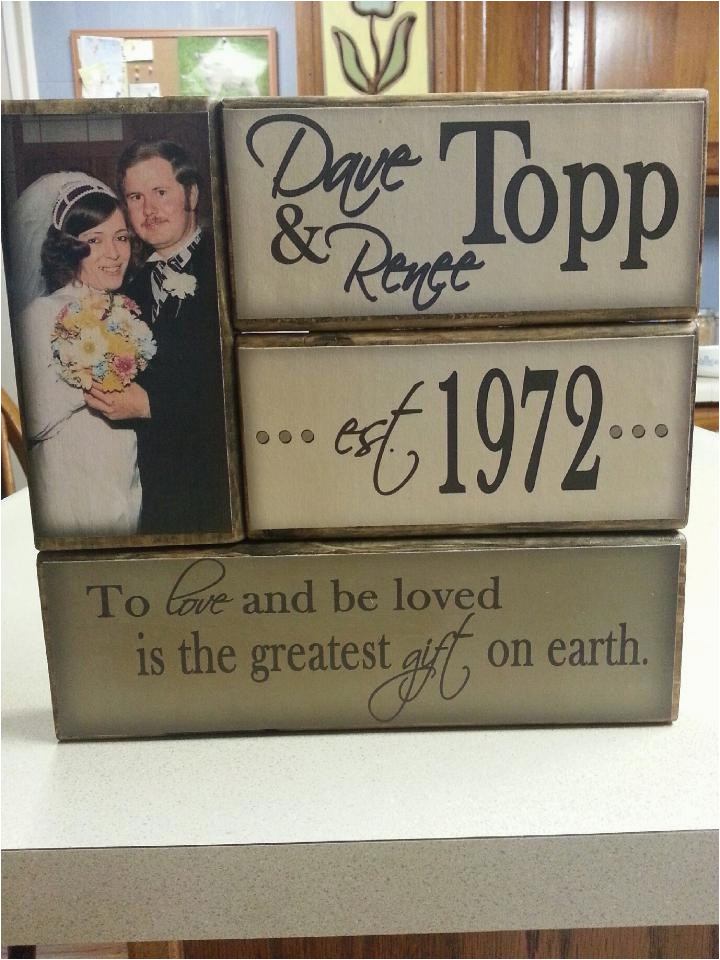 Dave Topp
& Renee
... est. 1972 ...
To love and be loved
is the greatest gift on earth.